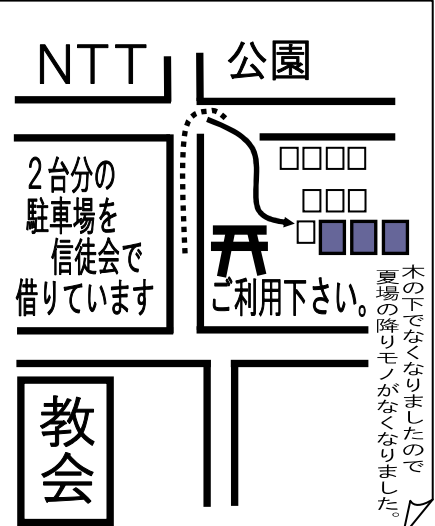 NTT
公園
2台分の
駐車場を
信徒会で
借りています
ご利用下さい。
木の下でなくなりましたので
夏場の降りモノがなくなりました。
教
会